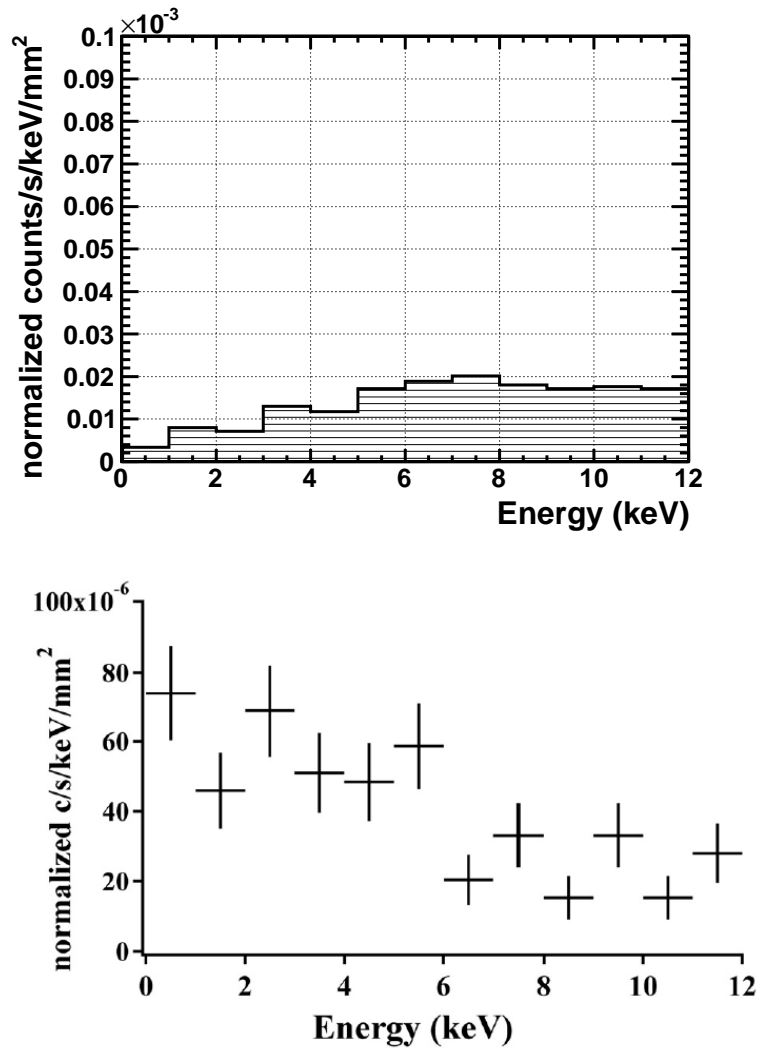 ×10⁻³
0.1
0.09
0.08
0.07
0.06
0.05
0.04
0.03
0.02
0.01
0
normalized counts/s/keV/mm²
0 2 4 6 8 10 12
Energy (keV)
100x10⁻⁶
80
60
40
20
0
normalized c/s/keV/mm²
0 2 4 6 8 10 12
Energy (keV)